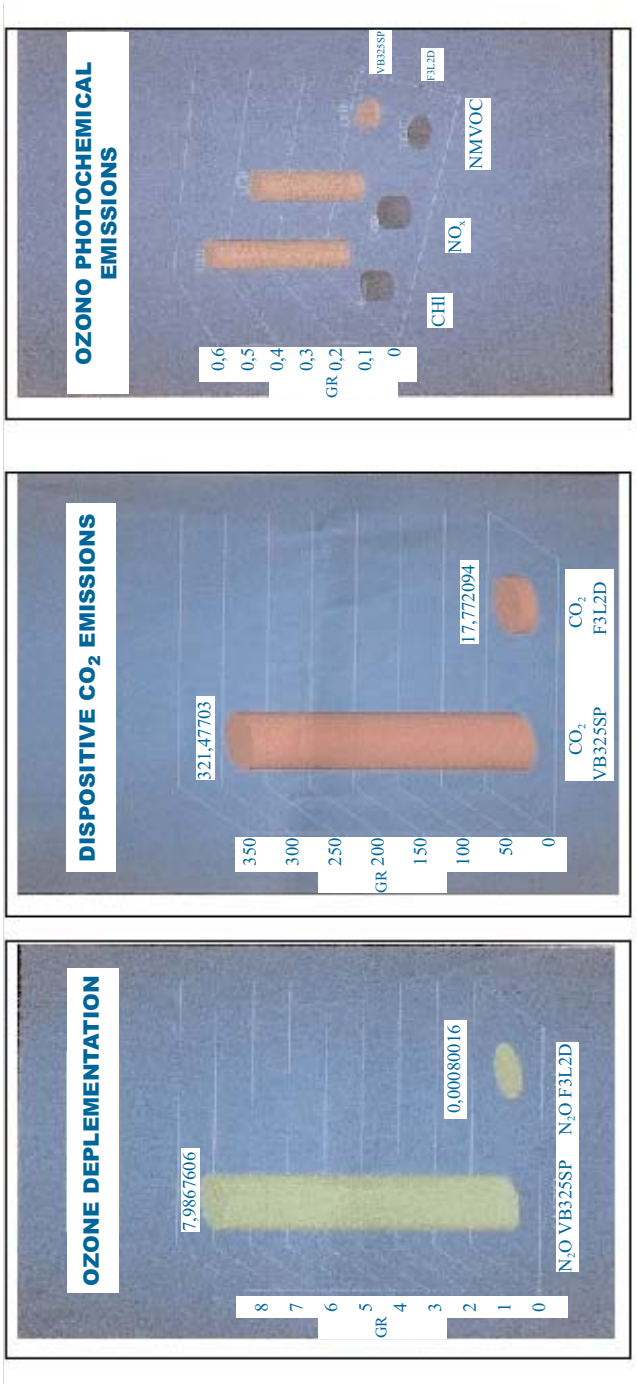 OZONE DEPLEMENTATION
7,9867606
0,00080016
8
7
6
5
GR
4
3
2
1
0
N₂O VB325SP N₂O F3L2D
DISPOSITIVE CO₂ EMISSIONS
321,47703
17,772094
350
300
250
GR 200
150
100
50
0
CO₂
VB325SP
CO₂
F3L2D
OZONO PHOTOCHEMICAL
EMISSIONS
0,6
0,5
0,4
0,3
GR 0,2
0,1
0
CHl
NOₓ
NMVOC
VB325SP
F3L2D